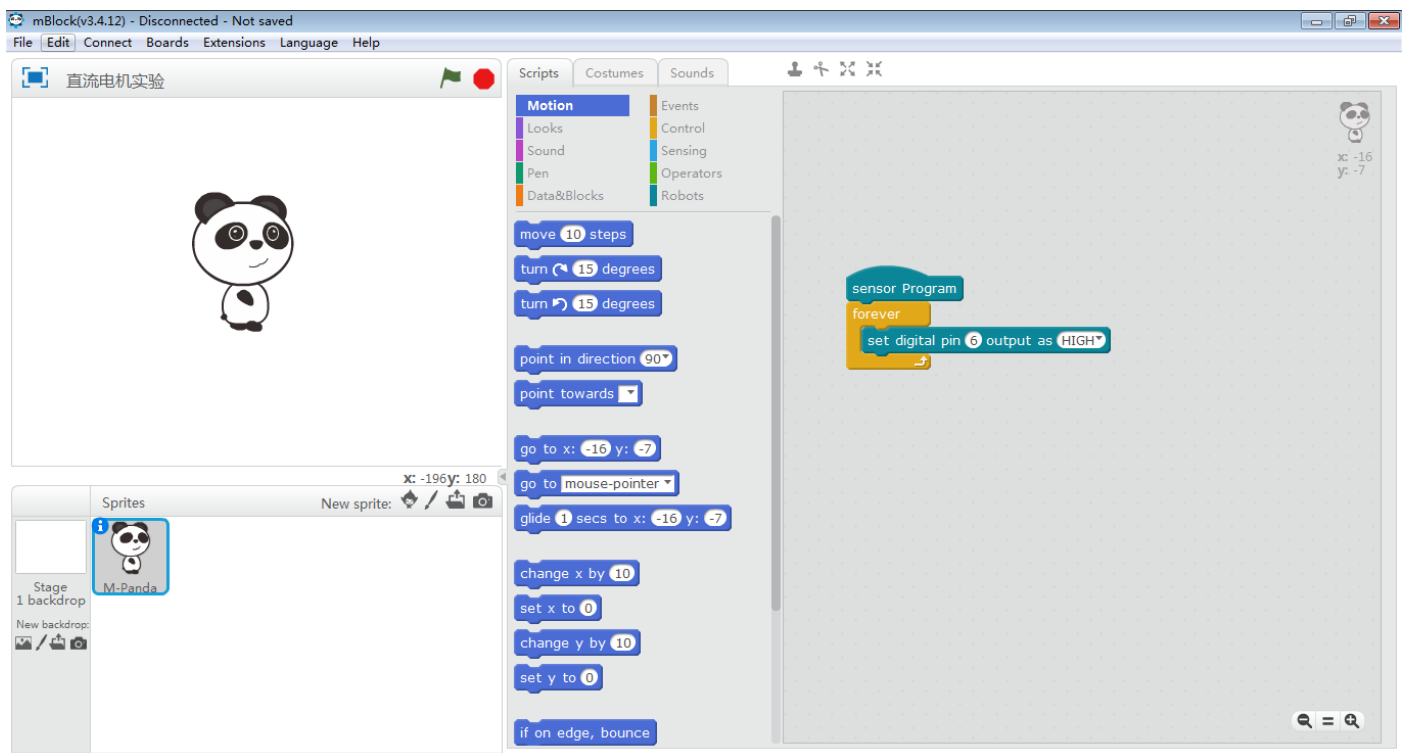 mBlock(v3.4.12) - Disconnected - Not saved
File Edit Connect Boards Extensions Language Help
直流电机实验
x: -196 y: 180
Sprites
New sprite:
Stage
1 backdrop
New backdrop:
M-Panda
Scripts Costumes Sounds
Motion Events
Looks Control
Sound Sensing
Pen Operators
Data&Blocks Robots
move 10 steps
turn 15 degrees
turn 15 degrees
point in direction 90
point towards
go to x: -16 y: -7
go to mouse-pointer
glide 1 secs to x: -16 y: -7
change x by 10
set x to 0
change y by 10
set y to 0
if on edge, bounce
x: -16
y: -7
sensor Program
forever
set digital pin 6 output as HIGH